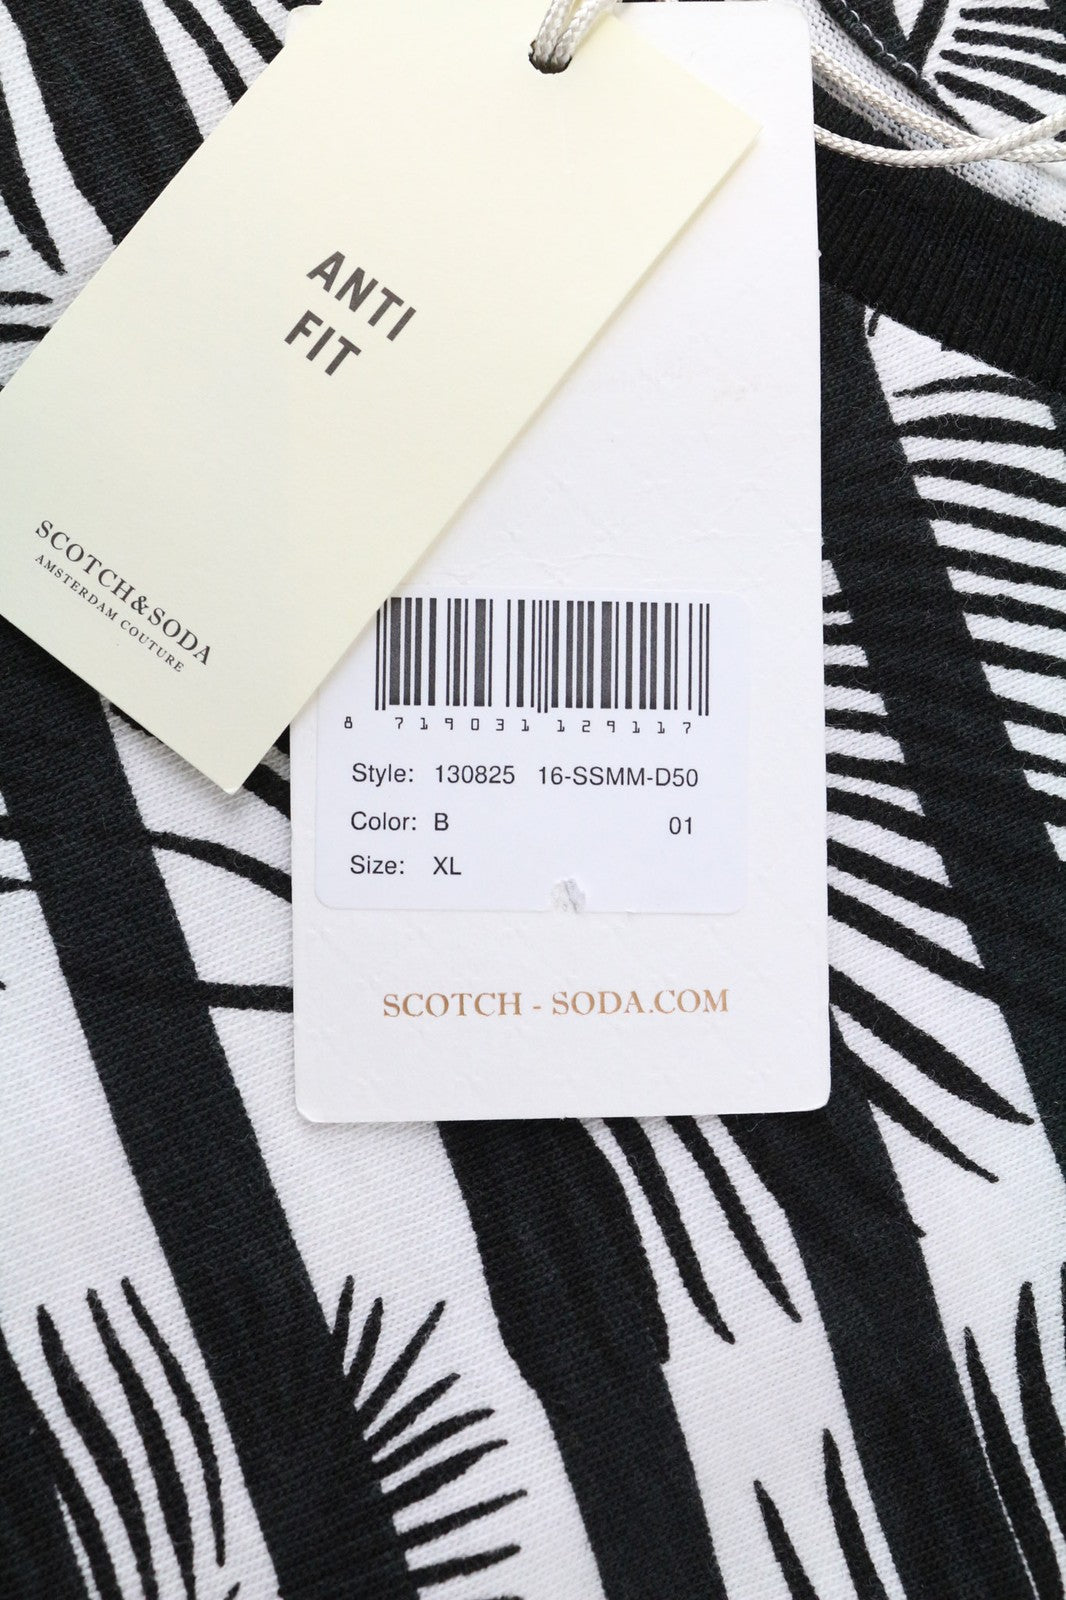 ANTI
FIT
SCOTCH&SODA
AMSTERDAM COUTURE
8 719031 129117
Style: 130825 16-SSMM-D50
Color: B 01
Size: XL
SCOTCH - SODA.COM